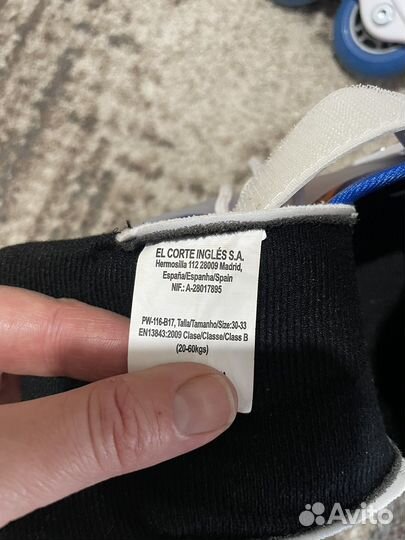 EL CORTE INGLÉS S.A.
Hermosilla 112 28009 Madrid,
España/Espanha/Spain
NIF.: A-28017895
PW-116-B17, Talla/Tamanho/Size:30-33
EN13843:2009 Clase/Classe/Class B
(20-60kgs)
Avito